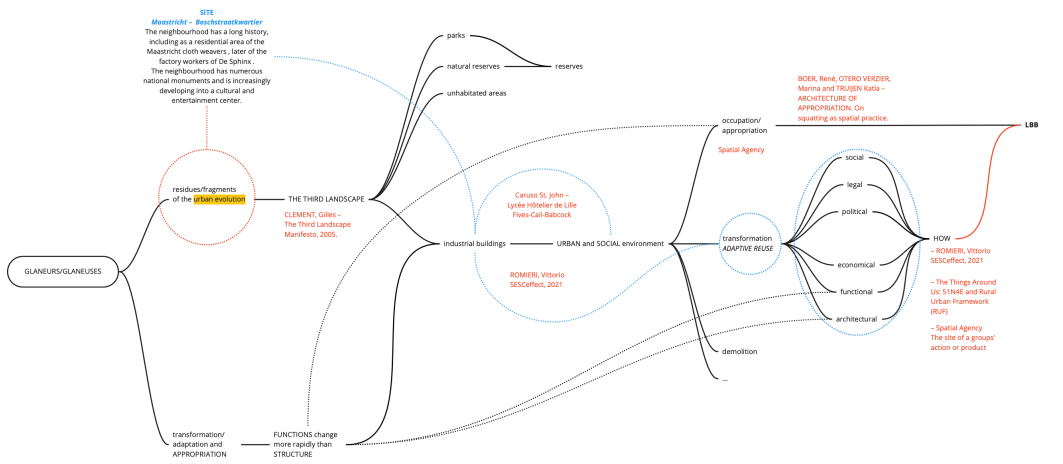 SITE
Maastricht – Boschstraatkwartier
The neighbourhood has a long history,
including as a residential area of the
Maastricht cloth weavers , later of the
factory workers of De Sphinx .
The neighbourhood has numerous
national monuments and is increasingly
developing into a cultural and
entertainment center.
GLANEURS/GLANEUSES
residues/fragments
of the urban evolution
THE THIRD LANDSCAPE
CLEMENT, Gilles –
The Third Landscape
Manifesto, 2005.
transformation/
adaptation and
APPROPRIATION
FUNCTIONS change
more rapidly than
STRUCTURE
parks
natural reserves
reserves
unhabitated areas
industrial buildings
Caruso St. John –
Lycée Hôtelier de Lille
Fives-Cail-Babcock
ROMIERI, Vittorio
SESCeffect, 2021
URBAN and SOCIAL environment
occupation/
appropriation
Spatial Agency
BOER, René, OTERO VERZIER,
Marina and TRUIJEN Katía –
ARCHITECTURE OF
APPROPRIATION. On
squatting as spatial practice.
LBB
transformation
ADAPTIVE REUSE
demolition
...
social
legal
political
economical
functional
architectural
HOW
– ROMIERI, Vittorio
SESCeffect, 2021
– The Things Around
Us: 51N4E and Rural
Urban Framework
(RUF)
– Spatial Agency
The site of a groups'
action or product